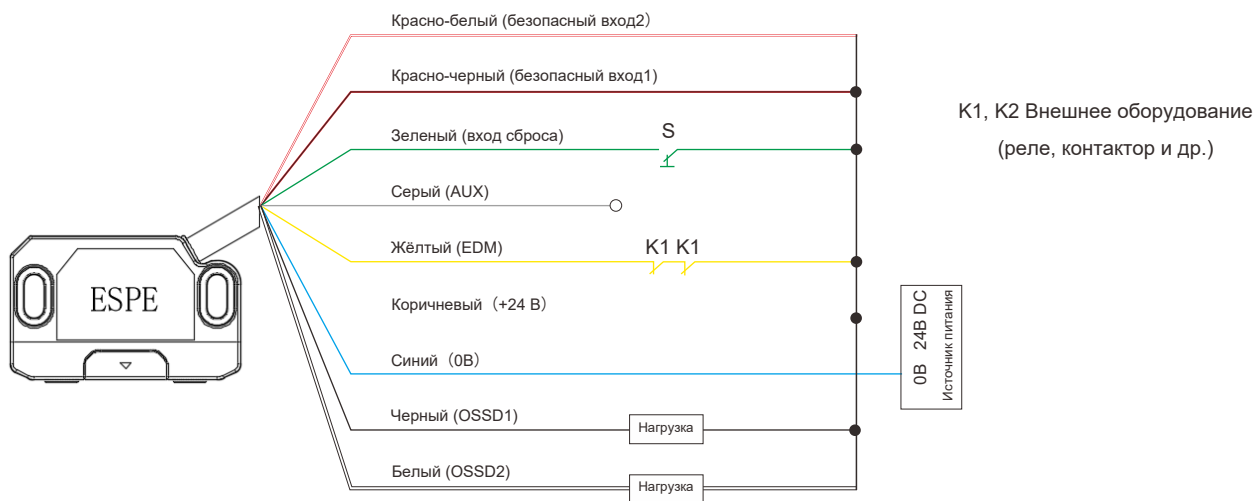 Красно-белый (безопасный вход2)
Красно-черный (безопасный вход1)
K1, K2 Внешнее оборудование
(реле, контактор и др.)
Зеленый (вход сброса)
S
Серый (AUX)
Жёлтый (EDM)
K1 K1
ESPE
Коричневый (+24 В)
0В 24В DC
Источник питания
Синий (0В)
Черный (OSSD1)
Нагрузка
Белый (OSSD2)
Нагрузка